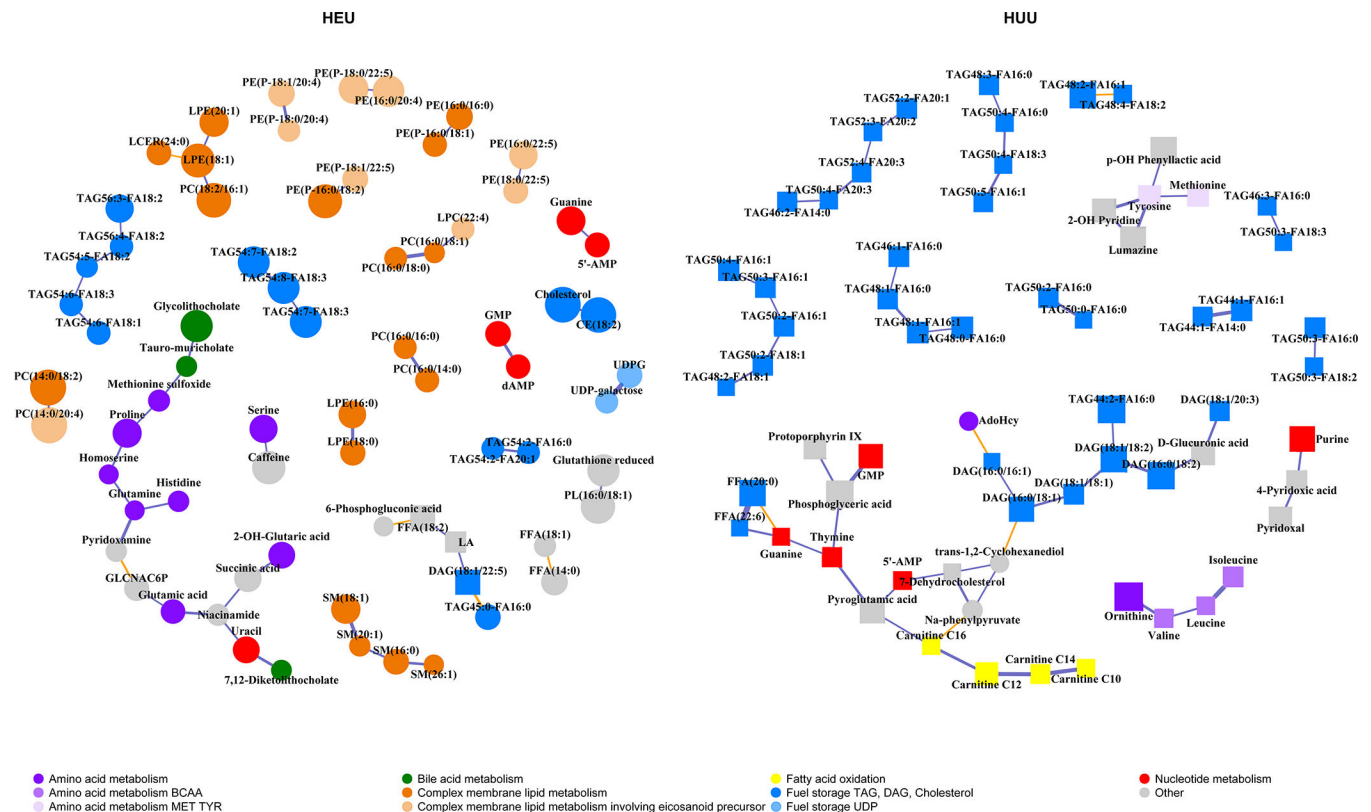 HEU
HUU
PE(P-18:1/20:4)
PE(P-18:0/20:4)
PE(P-18:0/22:5)
PE(16:0/20:4)
PE(16:0/16:0)
PE(P-16:0/18:1)
LPE(20:1)
LCER(24:0)
LPE(18:1)
PC(18:2/16:1)
PE(P-18:1/22:5)
PE(P-16:0/18:2)
PE(16:0/22:5)
PE(18:0/22:5)
TAG56:3-FA18:2
TAG56:4-FA18:2
TAG54:5-FA18:2
TAG54:6-FA18:3
TAG54:6-FA18:1
TAG54:7-FA18:2
TAG54:8-FA18:3
TAG54:7-FA18:3
LPC(22:4)
PC(16:0/18:1)
PC(16:0/18:0)
Guanine
5'-AMP
Cholesterol
CE(18:2)
Glycolithocholate
Tauro-muricholate
Methionine sulfoxide
Proline
Homoserine
Glutamine
Histidine
Pyridoxamine
GLCNAC6P
Glutamic acid
Niacinamide
Succinic acid
2-OH-Glutaric acid
Uracil
7,12-Diketolithocholate
PC(14:0/18:2)
PC(14:0/20:4)
Serine
Caffeine
GMP
dAMP
PC(16:0/16:0)
PC(16:0/14:0)
LPE(16:0)
LPE(18:0)
UDPG
UDP-galactose
TAG54:2-FA16:0
TAG54:2-FA20:1
Glutathione reduced
PL(16:0/18:1)
6-Phosphogluconic acid
FFA(18:2)
LA
DAG(18:1/22:5)
TAG45:0-FA16:0
FFA(18:1)
FFA(14:0)
SM(18:1)
SM(20:1)
SM(16:0)
SM(26:1)
TAG52:2-FA20:1
TAG52:3-FA20:2
TAG52:4-FA20:3
TAG50:4-FA20:3
TAG46:2-FA14:0
TAG48:3-FA16:0
TAG50:4-FA16:0
TAG50:4-FA18:3
TAG50:5-FA16:1
TAG48:2-FA16:1
TAG48:4-FA18:2
p-OH Phenyllactic acid
Methionine
Tyrosine
2-OH Pyridine
Lumazine
TAG46:3-FA16:0
TAG50:3-FA18:3
TAG50:4-FA16:1
TAG50:3-FA16:1
TAG50:2-FA16:1
TAG50:2-FA18:1
TAG48:2-FA18:1
TAG46:1-FA16:0
TAG48:1-FA16:0
TAG48:1-FA16:1
TAG48:0-FA16:0
TAG50:2-FA16:0
TAG50:0-FA16:0
TAG44:1-FA16:1
TAG44:1-FA14:0
TAG50:3-FA16:0
TAG50:3-FA18:2
AdoHcy
TAG44:2-FA16:0
DAG(18:1/20:3)
D-Glucuronic acid
DAG(18:1/18:2)
DAG(16:0/18:2)
DAG(16:0/16:1)
DAG(18:1/18:1)
DAG(16:0/18:1)
Purine
4-Pyridoxic acid
Pyridoxal
Protoporphyrin IX
GMP
Phosphoglyceric acid
FFA(20:0)
FFA(22:6)
Guanine
Thymine
5'-AMP
trans-1,2-Cyclohexanediol
7-Dehydrocholesterol
Pyroglutamic acid
Na-phenylpyruvate
Carnitine C16
Carnitine C12
Carnitine C14
Carnitine C10
Isoleucine
Leucine
Valine
Ornithine
Amino acid metabolism
Amino acid metabolism BCAA
Amino acid metabolism MET TYR
Bile acid metabolism
Complex membrane lipid metabolism
Complex membrane lipid metabolism involving eicosanoid precursor
Fatty acid oxidation
Fuel storage TAG, DAG, Cholesterol
Fuel storage UDP
Nucleotide metabolism
Other